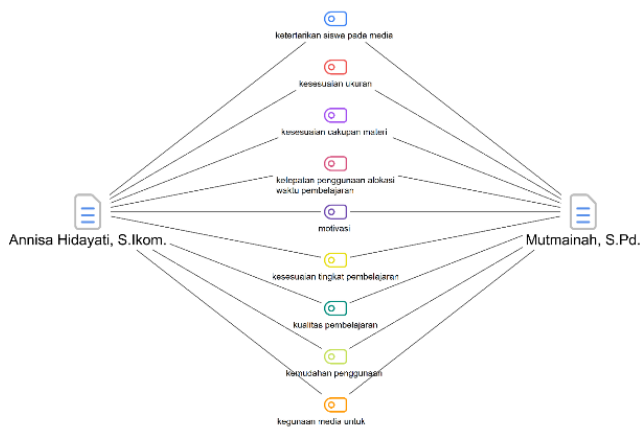 ketertarikan siswa pada media
kesesuaian ukuran
kesesuaian cakupan materi
ketepatan penggunaan alokasi
waktu pembelajaran
motivasi
Annisa Hidayati, S.Ikom.
Mutmainah, S.Pd.
kesesuaian tingkat pembelajaran
kualitas pembelajaran
kemudahan penggunaan
kegunaan media untuk